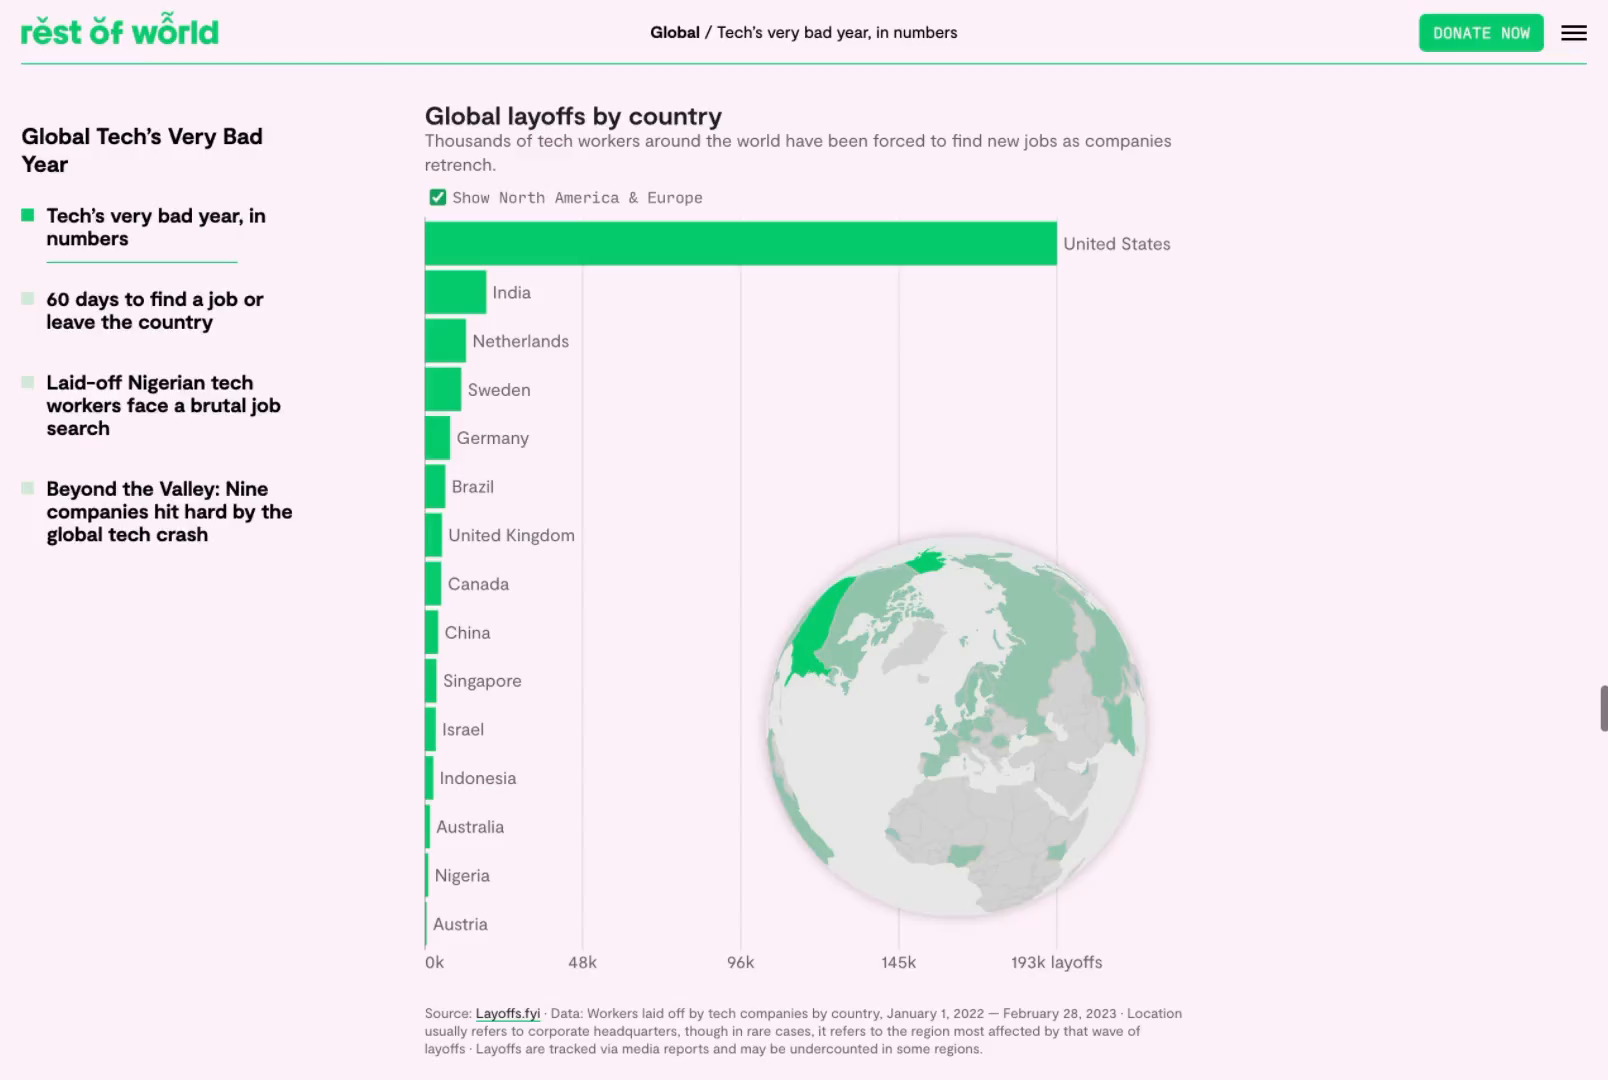 rĕst ŏf wo͂̆rld
Global / Tech's very bad year, in numbers
DONATE NOW
Global Tech's Very Bad
Year
Tech's very bad year, in
numbers
60 days to find a job or
leave the country
Laid-off Nigerian tech
workers face a brutal job
search
Beyond the Valley: Nine
companies hit hard by the
global tech crash
Global layoffs by country
Thousands of tech workers around the world have been forced to find new jobs as companies
retrench.
Show North America & Europe
United States
India
Netherlands
Sweden
Germany
Brazil
United Kingdom
Canada
China
Singapore
Israel
Indonesia
Australia
Nigeria
Austria
0k 48k 96k 145k 193k layoffs
Source: Layoffs.fyi · Data: Workers laid off by tech companies by country, January 1, 2022 — February 28, 2023 · Location
usually refers to corporate headquarters, though in rare cases, it refers to the region most affected by that wave of
layoffs · Layoffs are tracked via media reports and may be undercounted in some regions.